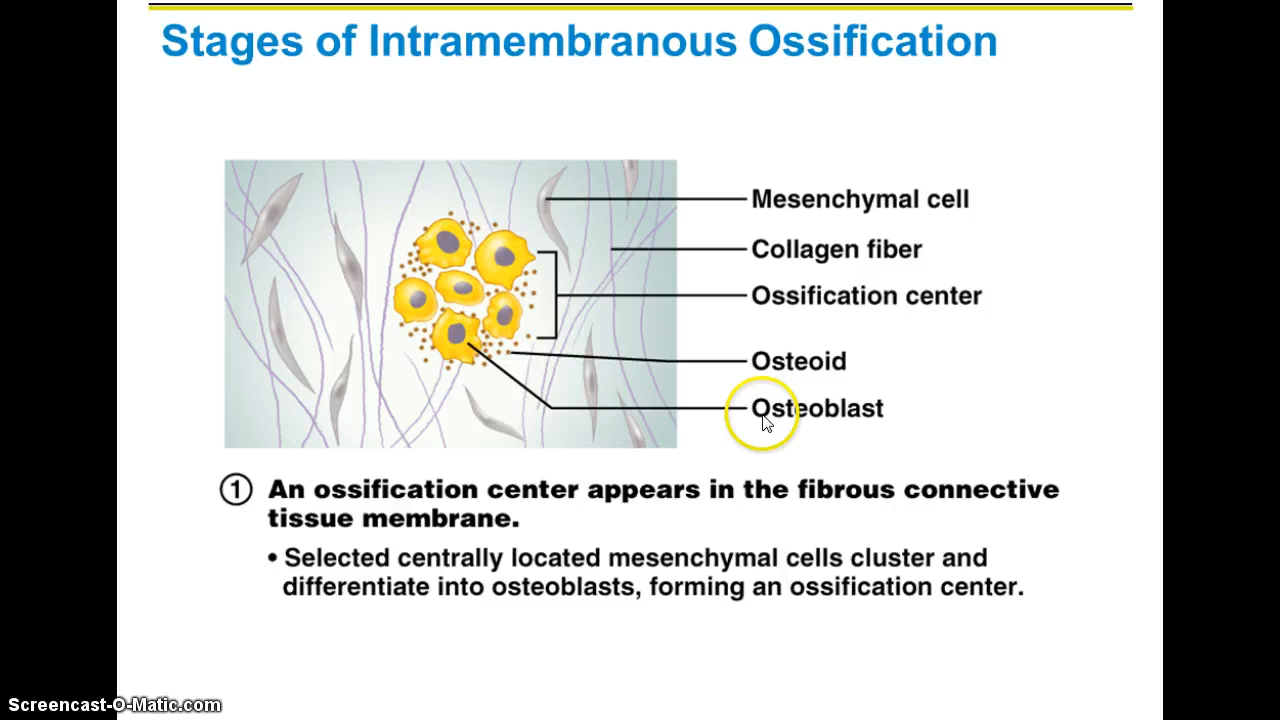 Stages of Intramembranous Ossification
Mesenchymal cell
Collagen fiber
Ossification center
Osteoid
Osteoblast
① An ossification center appears in the fibrous connective
tissue membrane.
• Selected centrally located mesenchymal cells cluster and
differentiate into osteoblasts, forming an ossification center.
Screencast-O-Matic.com